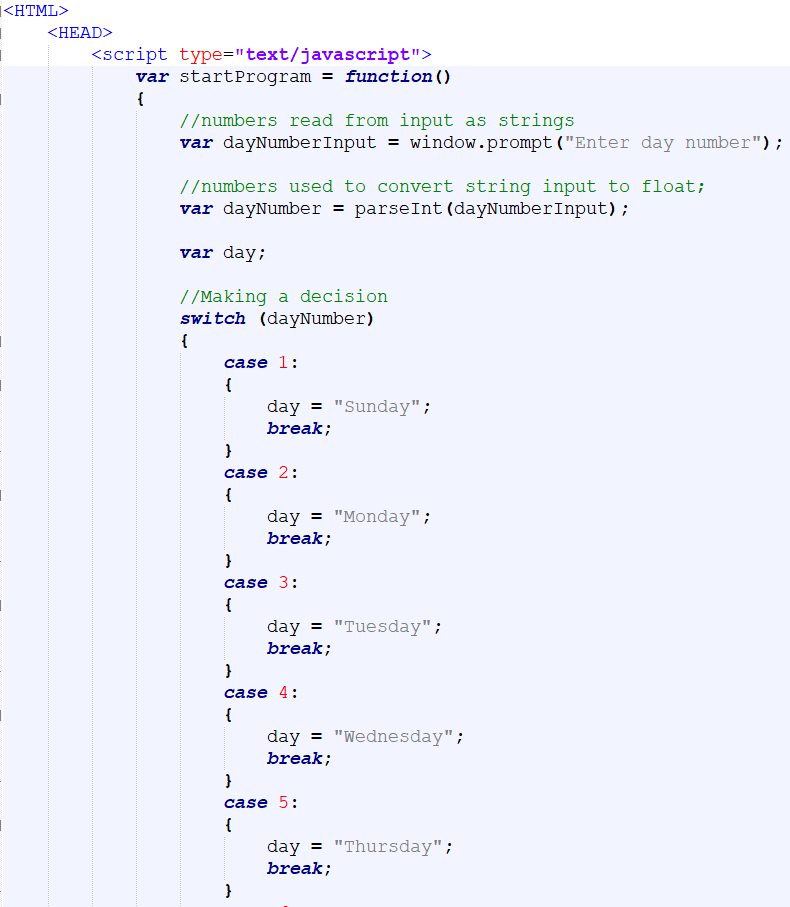 <HTML>
<HEAD>
<script type="text/javascript">
var startProgram = function()
{
//numbers read from input as strings
var dayNumberInput = window.prompt("Enter day number");
//numbers used to convert string input to float;
var dayNumber = parseInt(dayNumberInput);
var day;
//Making a decision
switch (dayNumber)
{
case 1:
{
day = "Sunday";
break;
}
case 2:
{
day = "Monday";
break;
}
case 3:
{
day = "Tuesday";
break;
}
case 4:
{
day = "Wednesday";
break;
}
case 5:
{
day = "Thursday";
break;
}